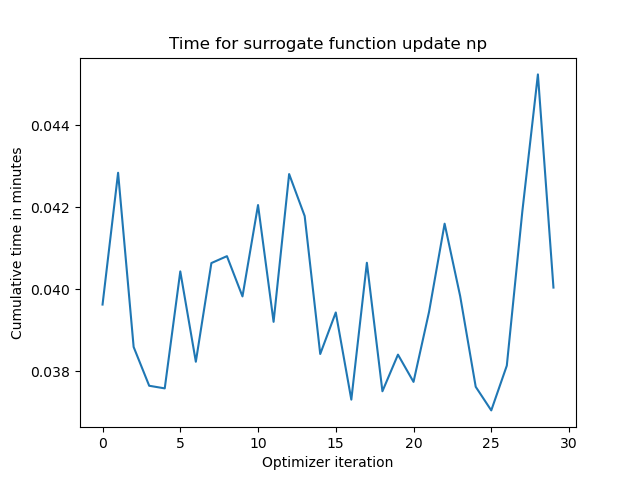 Time for surrogate function update np
Cumulative time in minutes
0.044
0.042
0.040
0.038
0 5 10 15 20 25 30
Optimizer iteration